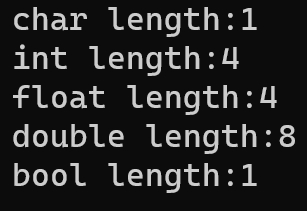 char length:1
int length:4
float length:4
double length:8
bool length:1